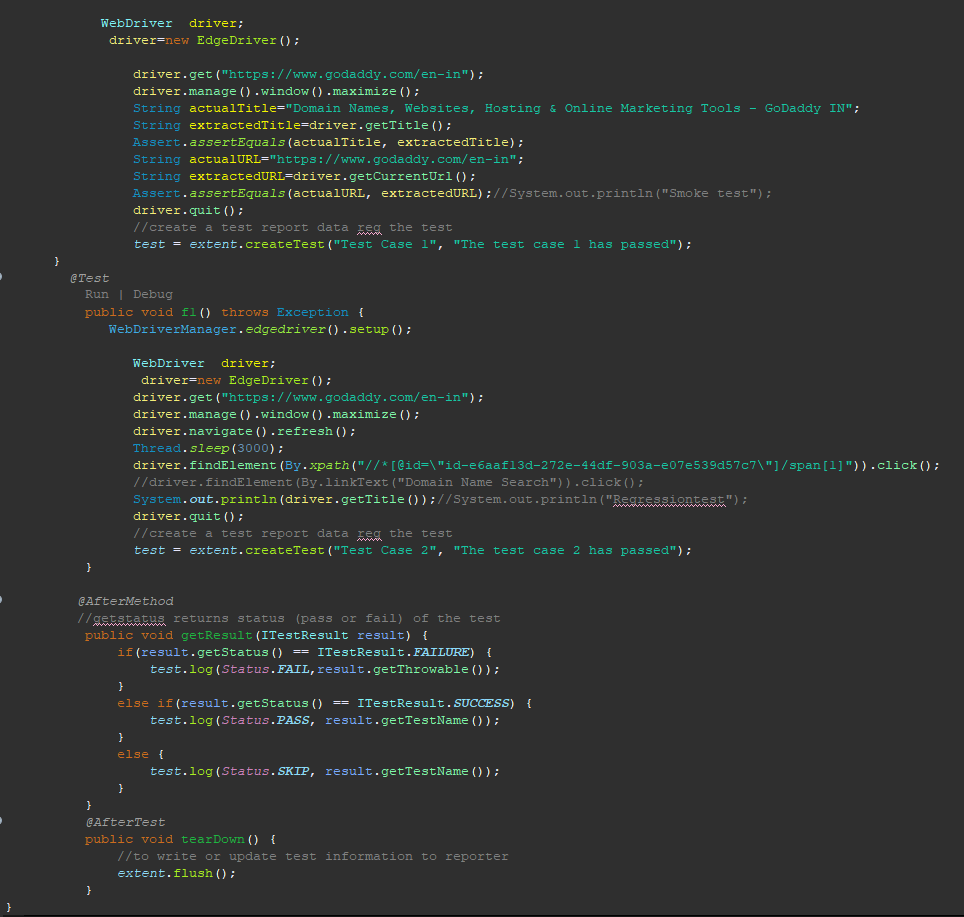 WebDriver  driver;
driver=new EdgeDriver();
driver.get("https://www.godaddy.com/en-in");
driver.manage().window().maximize();
String actualTitle="Domain Names, Websites, Hosting & Online Marketing Tools - GoDaddy IN";
String extractedTitle=driver.getTitle();
Assert.assertEquals(actualTitle, extractedTitle);
String actualURL="https://www.godaddy.com/en-in";
String extractedURL=driver.getCurrentUrl();
Assert.assertEquals(actualURL, extractedURL);//System.out.println("Smoke test");
driver.quit();
//create a test report data req the test
test = extent.createTest("Test Case 1", "The test case 1 has passed");
}
@Test
Run | Debug
public void f1() throws Exception {
WebDriverManager.edgedriver().setup();
WebDriver  driver;
driver=new EdgeDriver();
driver.get("https://www.godaddy.com/en-in");
driver.manage().window().maximize();
driver.navigate().refresh();
Thread.sleep(3000);
driver.findElement(By.xpath("//*[@id=\"id-e6aaf13d-272e-44df-903a-e07e539d57c7\"]/span[1]")).click();
//driver.findElement(By.linkText("Domain Name Search")).click();
System.out.println(driver.getTitle());//System.out.println("Regressiontest");
driver.quit();
//create a test report data req the test
test = extent.createTest("Test Case 2", "The test case 2 has passed");
}
@AfterMethod
//getstatus returns status (pass or fail) of the test
public void getResult(ITestResult result) {
if(result.getStatus() == ITestResult.FAILURE) {
test.log(Status.FAIL,result.getThrowable());
}
else if(result.getStatus() == ITestResult.SUCCESS) {
test.log(Status.PASS, result.getTestName());
}
else {
test.log(Status.SKIP, result.getTestName());
}
}
@AfterTest
public void tearDown() {
//to write or update test information to reporter
extent.flush();
}
}